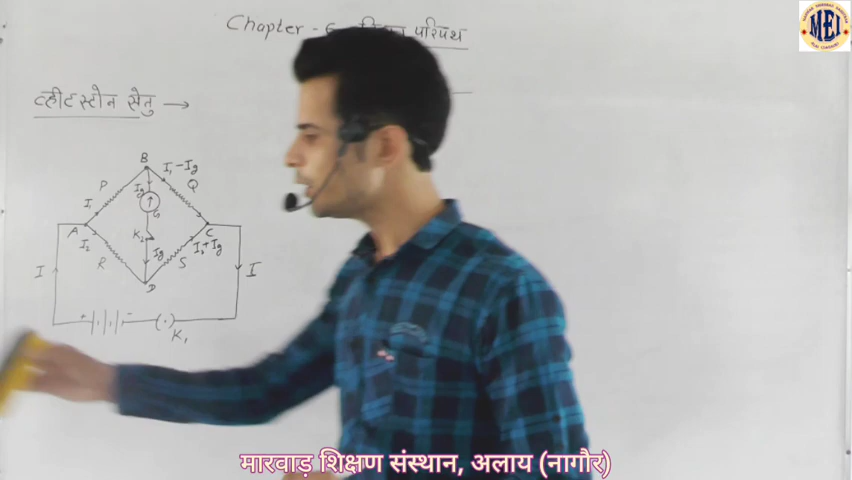 Chapter - 6 परिपथ
MEI
व्हीटस्टोन सेतु →
B
I₁-Ig
P Q
I₁ Ig G
A C
I₂ K₂ Ig I₂+Ig
R S
D
I I
+ -
K₁
मारवाड़ शिक्षण संस्थान, अलाय (नागौर)